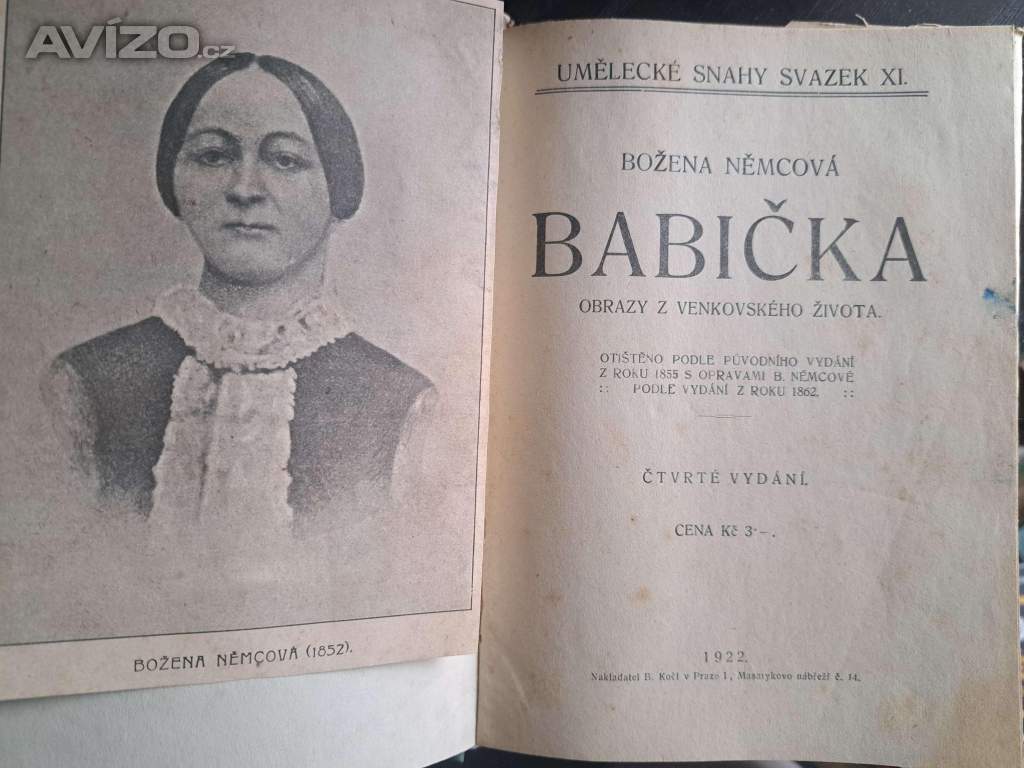 AVÍZO.cz
BOŽENA NĚMCOVÁ (1852).
UMĚLECKÉ SNAHY SVAZEK XI.
BOŽENA NĚMCOVÁ
BABIČKA
OBRAZY Z VENKOVSKÉHO ŽIVOTA.
OTIŠTĚNO PODLE PŮVODNÍHO VYDÁNÍ
Z ROKU 1855 S OPRAVAMI B. NĚMCOVÉ
:: PODLE VYDÁNÍ Z ROKU 1862. ::
ČTVRTÉ VYDÁNÍ.
CENA Kč 3·–.
1922.
Nakladatel B. Kočí v Praze I, Masarykovo nábřeží č. 14.